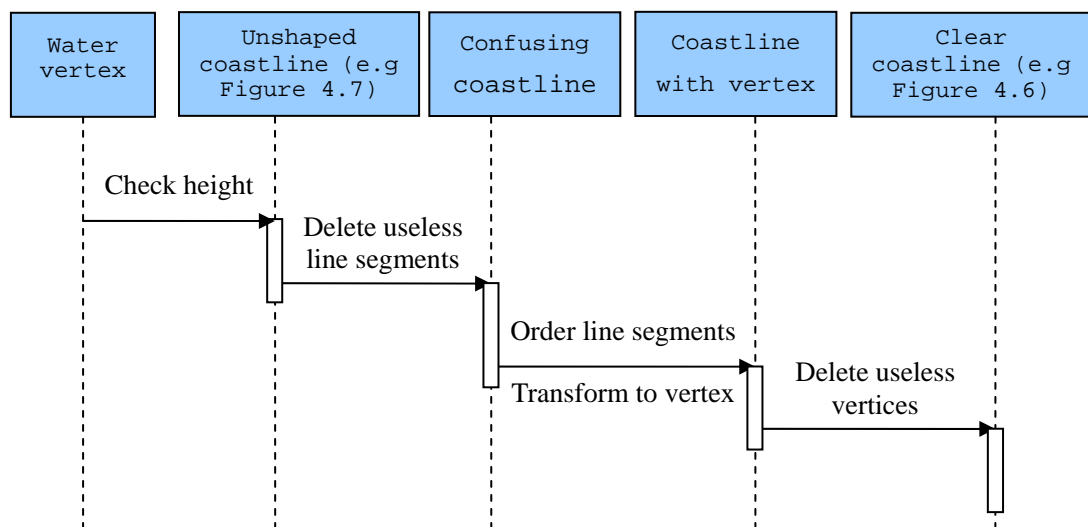 Water
vertex
Unshaped
coastline (e.g
Figure 4.7)
Confusing
coastline
Coastline
with vertex
Clear
coastline (e.g
Figure 4.6)
Check height
Delete useless
line segments
Order line segments
Transform to vertex
Delete useless
vertices